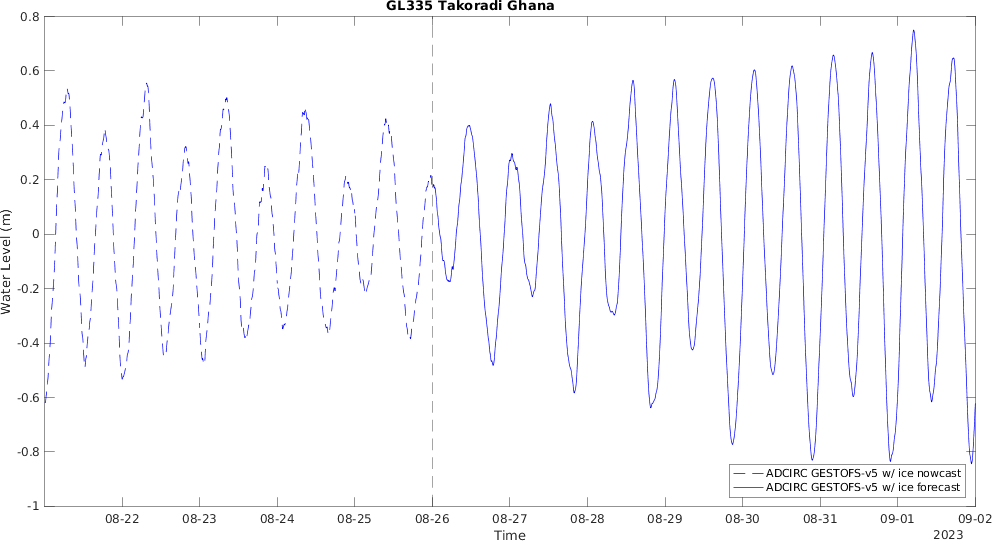 GL335 Takoradi Ghana
0.8
0.6
0.4
0.2
0
-0.2
-0.4
-0.6
-0.8
-1
Water Level (m)
ADCIRC GESTOFS-v5 w/ ice nowcast
ADCIRC GESTOFS-v5 w/ ice forecast
08-22 08-23 08-24 08-25 08-26 08-27 08-28 08-29 08-30 08-31 09-01 09-02
Time
2023